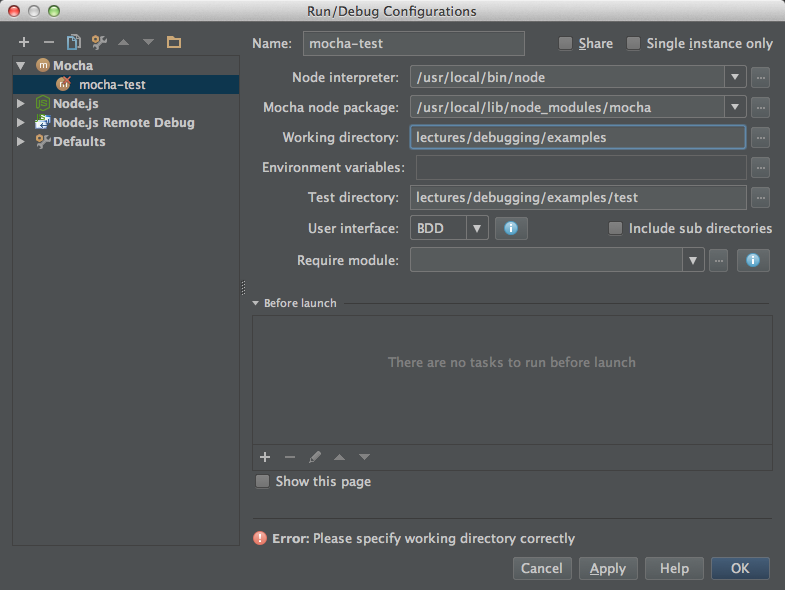 Run/Debug Configurations
Name: mocha-test Share Single instance only
Mocha
mocha-test
Node.js
Node.js Remote Debug
Defaults
Node interpreter: /usr/local/bin/node
Mocha node package: /usr/local/lib/node_modules/mocha
Working directory: lectures/debugging/examples
Environment variables:
Test directory: lectures/debugging/examples/test
User interface: BDD Include sub directories
Require module:
Before launch
There are no tasks to run before launch
Show this page
Error: Please specify working directory correctly
Cancel Apply Help OK